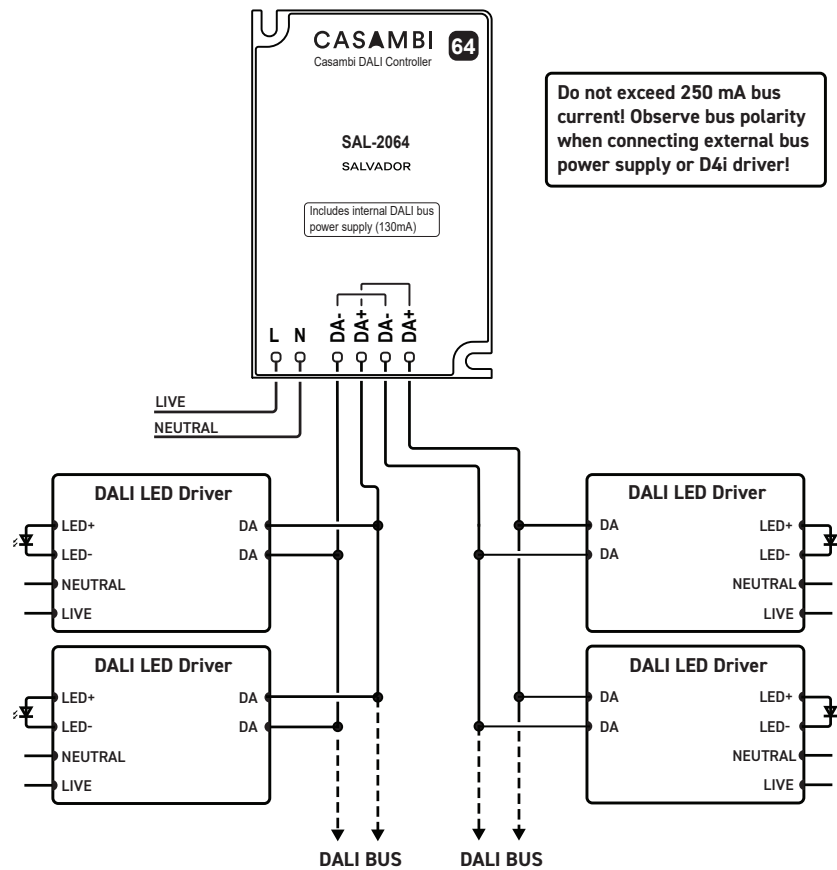 CASAMBI 64
Casambi DALI Controller
SAL-2064
SALVADOR
Includes internal DALI bus
power supply (130mA)
L N DA- DA+ DA- DA+
Do not exceed 250 mA bus
current! Observe bus polarity
when connecting external bus
power supply or D4i driver!
LIVE
NEUTRAL
DALI LED Driver
LED+ DA
LED- DA
NEUTRAL
LIVE
DALI LED Driver
LED+ DA
LED- DA
NEUTRAL
LIVE
DALI LED Driver
DA LED+
DA LED-
NEUTRAL
LIVE
DALI LED Driver
DA LED+
DA LED-
NEUTRAL
LIVE
DALI BUS DALI BUS